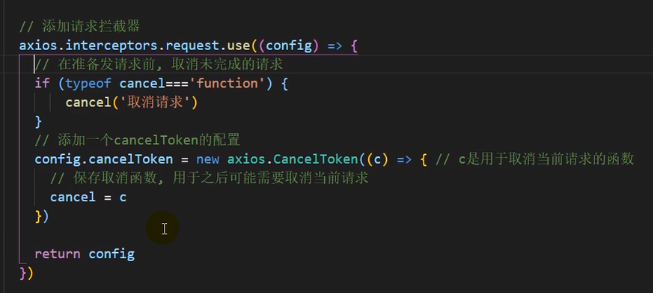 // 添加请求拦截器
axios.interceptors.request.use((config) => {
// 在准备发请求前, 取消未完成的请求
if (typeof cancel==='function') {
cancel('取消请求')
}
// 添加一个cancelToken的配置
config.cancelToken = new axios.CancelToken((c) => { // c是用于取消当前请求的函数
// 保存取消函数, 用于之后可能需要取消当前请求
cancel = c
})
return config
})